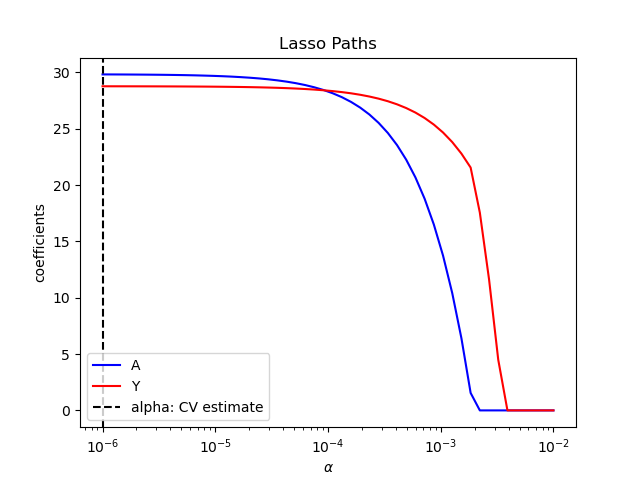 Lasso Paths
coefficients
30
25
20
15
10
5
0
A
Y
alpha: CV estimate
10⁻⁶
10⁻⁵
10⁻⁴
10⁻³
10⁻²
α